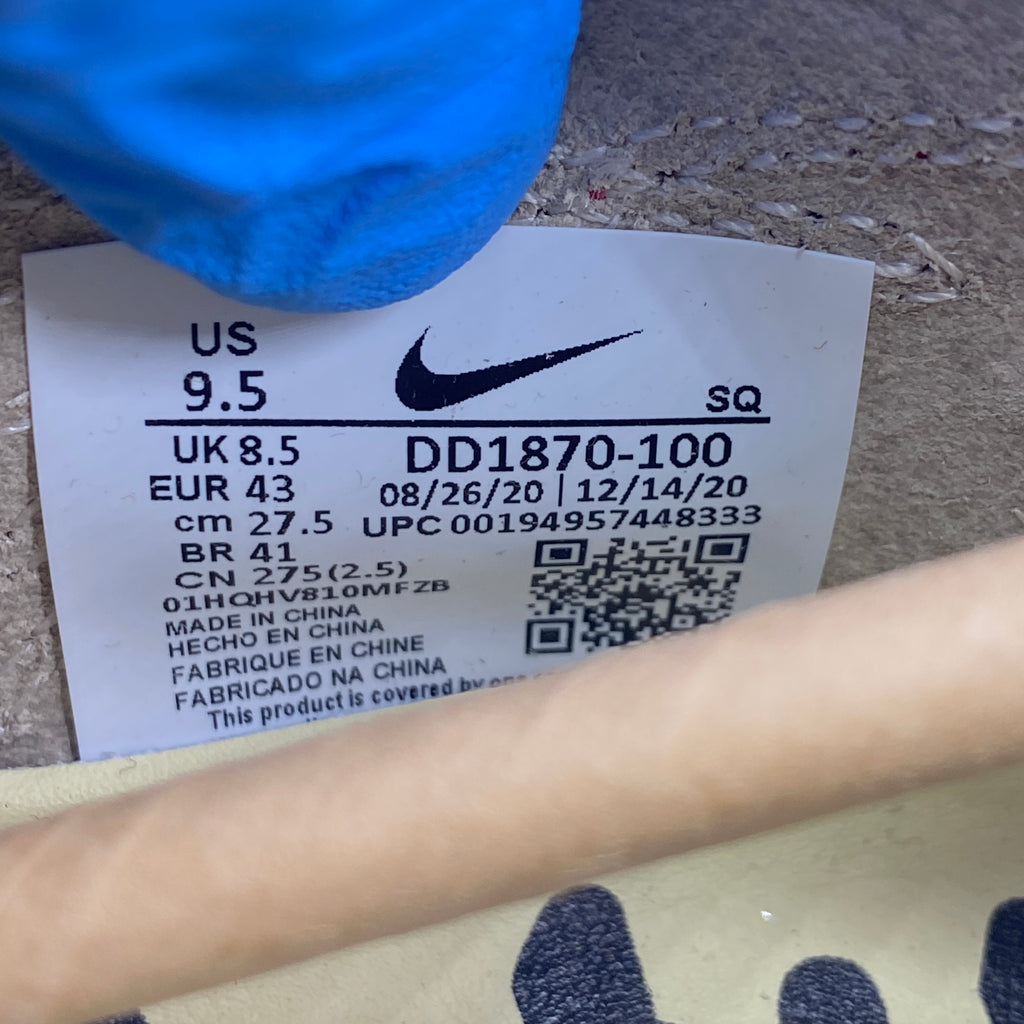 US
9.5
SQ
UK 8.5
DD1870-100
EUR 43
08/26/20 | 12/14/20
cm 27.5
UPC 00194957448333
BR 41
CN 275(2.5)
01HQHV810MFZB
MADE IN CHINA
HECHO EN CHINA
FABRIQUE EN CHINE
FABRICADO NA CHINA
This product is covered by